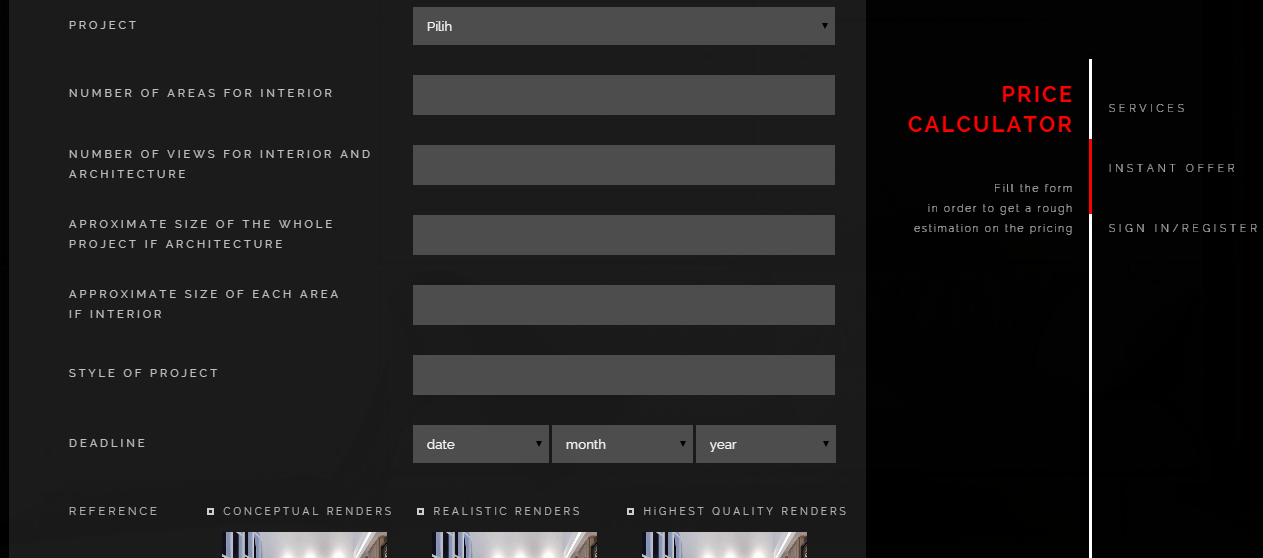 PROJECT
Pilih
NUMBER OF AREAS FOR INTERIOR
NUMBER OF VIEWS FOR INTERIOR AND
ARCHITECTURE
APROXIMATE SIZE OF THE WHOLE
PROJECT IF ARCHITECTURE
APPROXIMATE SIZE OF EACH AREA
IF INTERIOR
STYLE OF PROJECT
DEADLINE
date
month
year
REFERENCE
CONCEPTUAL RENDERS
REALISTIC RENDERS
HiGHEST QUALITY RENDERS
PRICE
CALCULATOR
Fill the form
in order to get a rough
estimation on the pricing
SERVICES
INSTANT OFFER
SIGN IN/REGISTER